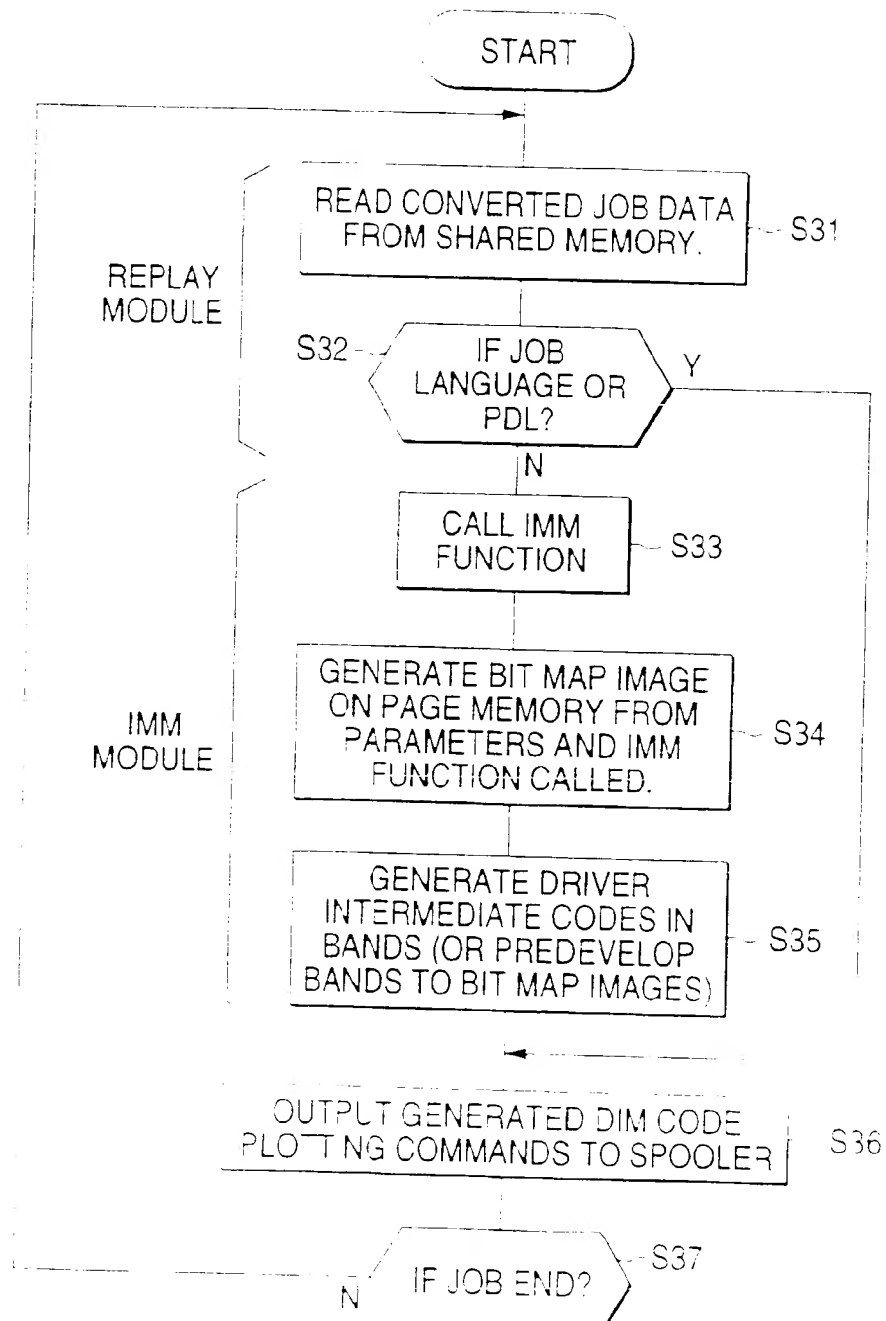 START
READ CONVERTED JOB DATA
FROM SHARED MEMORY.
S31
REPLAY
MODULE
S32
IF JOB
LANGUAGE OR
PDL?
Y
N
CALL IMM
FUNCTION
S33
GENERATE BIT MAP IMAGE
ON PAGE MEMORY FROM
PARAMETERS AND IMM
FUNCTION CALLED.
S34
IMM
MODULE
GENERATE DRIVER
INTERMEDIATE CODES IN
BANDS (OR PREDEVELOP
BANDS TO BIT MAP IMAGES)
S35
OUTPUT GENERATED DIM CODE
PLOTTING COMMANDS TO SPOOLER
S36
IF JOB END?
S37
N